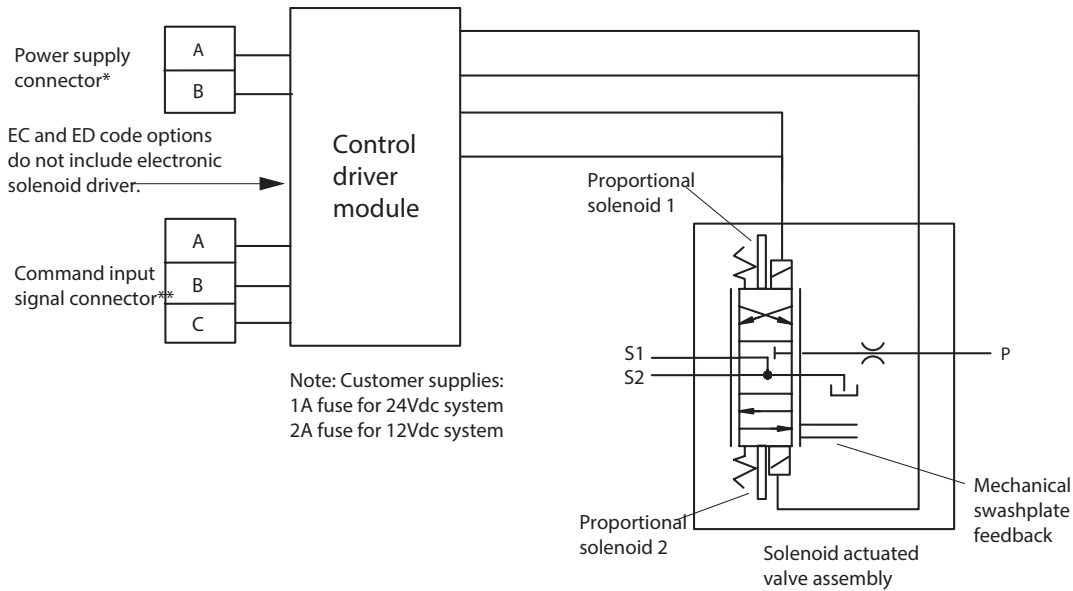 Power supply
connector*
A
B
EC and ED code options
do not include electronic
solenoid driver.
Control
driver
module
Command input
signal connector**
A
B
C
Note: Customer supplies:
1A fuse for 24Vdc system
2A fuse for 12Vdc system
Proportional
solenoid 1
S1
S2
P
Mechanical
swashplate
feedback
Proportional
solenoid 2
Solenoid actuated
valve assembly